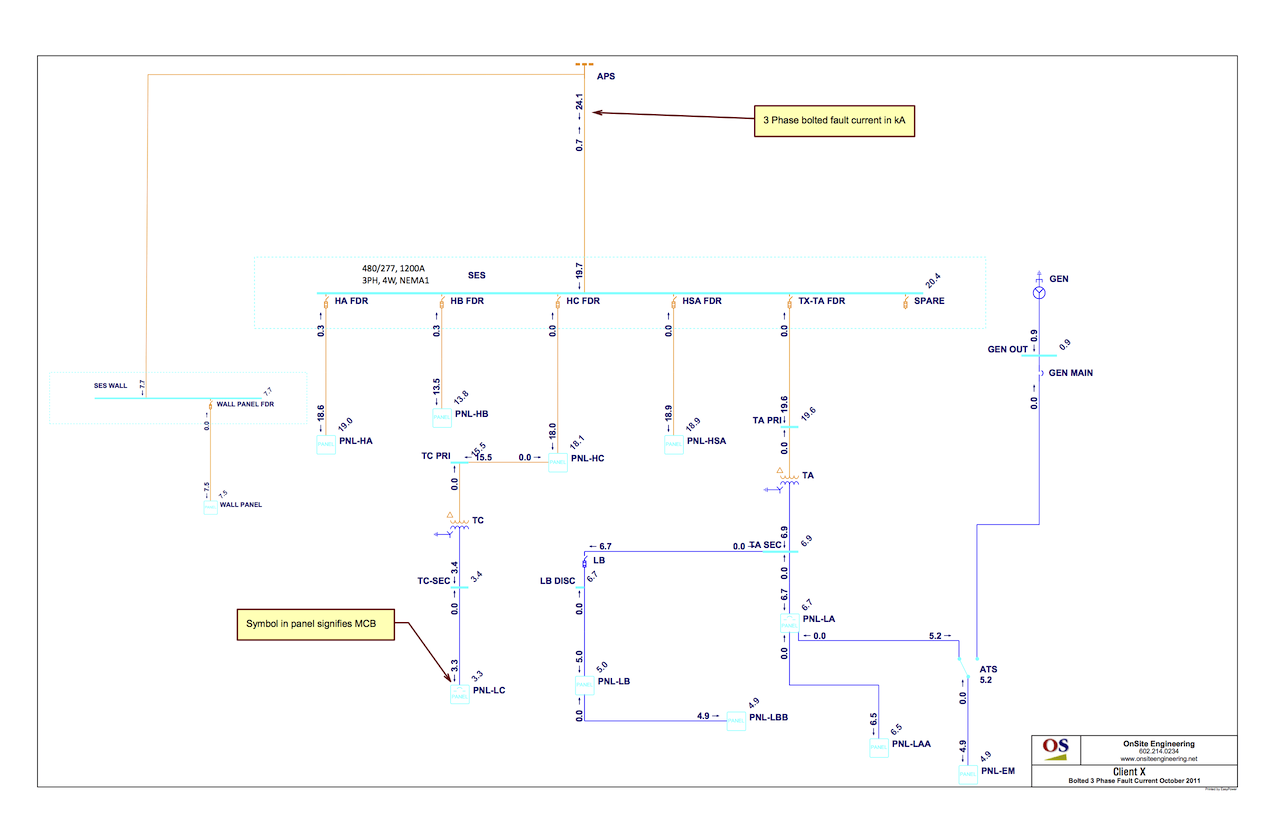 APS
24.1
0.7
3 Phase bolted fault current in kA
480/277, 1200A
3PH, 4W, NEMA1
SES
19.7
20.4
HA FDR
HB FDR
HC FDR
HSA FDR
TX-TA FDR
SPARE
0.3
0.3
0.0
0.0
0.0
GEN
0.9
GEN OUT
0.9
GEN MAIN
0.0
SES WALL
7.7
7.7
WALL PANEL FDR
0.0
7.5
7.5
WALL PANEL
18.6
19.0
PANEL
PNL-HA
13.5
13.8
PANEL
PNL-HB
18.0
18.1
PANEL
PNL-HC
18.9
18.9
PANEL
PNL-HSA
19.6
TA PRI
19.6
0.0
TA
TC PRI
15.5
15.5
0.0
0.0
TC
3.4
TC-SEC
3.4
0.0
6.9
TA SEC
6.9
0.0
6.7
0.0
LB
LB DISC
6.7
0.0
6.7
6.7
PANEL
PNL-LA
0.0
5.2
0.0
ATS
5.2
0.0
Symbol in panel signifies MCB
3.3
3.3
PANEL
PNL-LC
5.0
5.0
PANEL
PNL-LB
0.0
4.9
4.9
PANEL
PNL-LBB
6.5
6.5
PANEL
PNL-LAA
4.9
4.9
PANEL
PNL-EM
OS
OnSite Engineering
602.214.0234
www.onsiteengineering.net
Client X
Bolted 3 Phase Fault Current October 2011
Printed by EasyPower